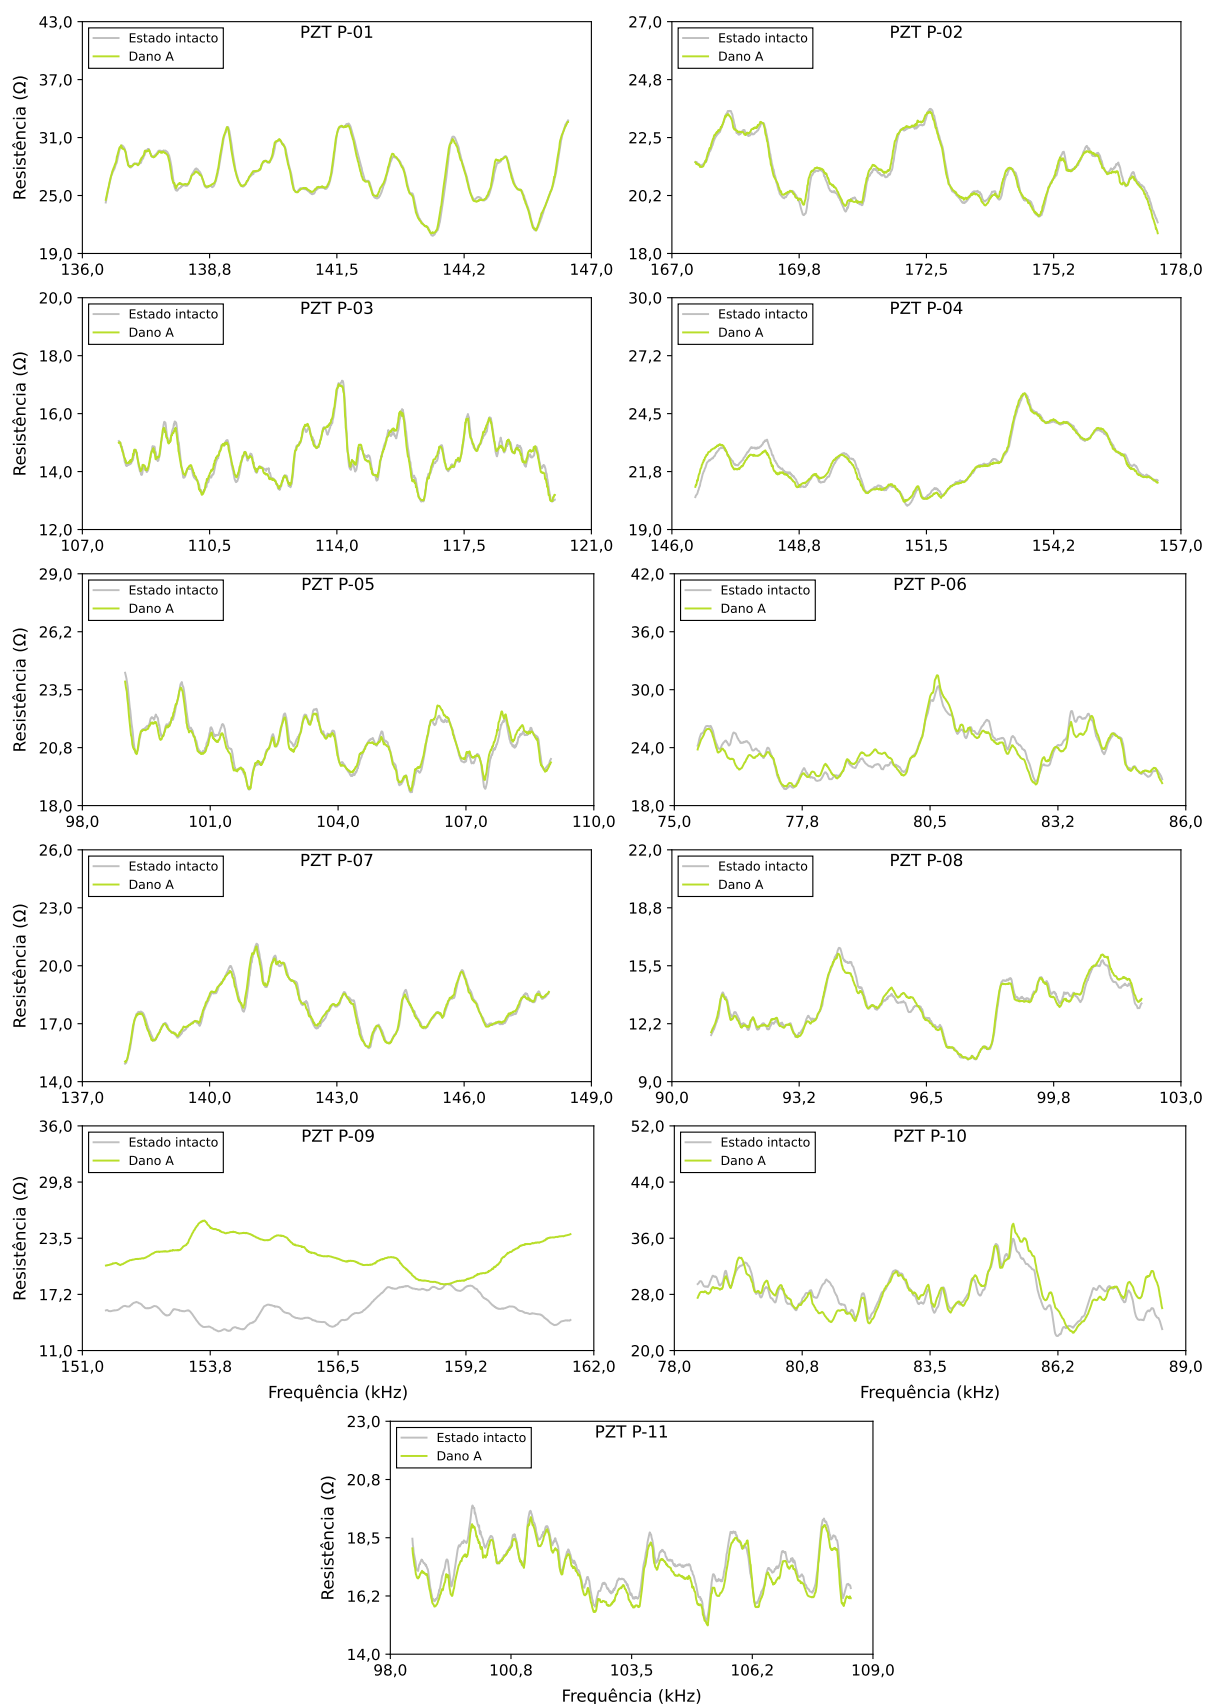 PZT P-01
Estado intacto
Dano A
Resistência (Ω)
43,0
37,0
31,0
25,0
19,0
136,0 138,8 141,5 144,2 147,0
PZT P-02
Estado intacto
Dano A
27,0
24,8
22,5
20,2
18,0
167,0 169,8 172,5 175,2 178,0
PZT P-03
Estado intacto
Dano A
Resistência (Ω)
20,0
18,0
16,0
14,0
12,0
107,0 110,5 114,0 117,5 121,0
PZT P-04
Estado intacto
Dano A
30,0
27,2
24,5
21,8
19,0
146,0 148,8 151,5 154,2 157,0
PZT P-05
Estado intacto
Dano A
Resistência (Ω)
29,0
26,2
23,5
20,8
18,0
98,0 101,0 104,0 107,0 110,0
PZT P-06
Estado intacto
Dano A
42,0
36,0
30,0
24,0
18,0
75,0 77,8 80,5 83,2 86,0
PZT P-07
Estado intacto
Dano A
Resistência (Ω)
26,0
23,0
20,0
17,0
14,0
137,0 140,0 143,0 146,0 149,0
PZT P-08
Estado intacto
Dano A
22,0
18,8
15,5
12,2
9,0
90,0 93,2 96,5 99,8 103,0
PZT P-09
Estado intacto
Dano A
Resistência (Ω)
36,0
29,8
23,5
17,2
11,0
151,0 153,8 156,5 159,2 162,0
Frequência (kHz)
PZT P-10
Estado intacto
Dano A
52,0
44,0
36,0
28,0
20,0
78,0 80,8 83,5 86,2 89,0
Frequência (kHz)
PZT P-11
Estado intacto
Dano A
Resistência (Ω)
23,0
20,8
18,5
16,2
14,0
98,0 100,8 103,5 106,2 109,0
Frequência (kHz)